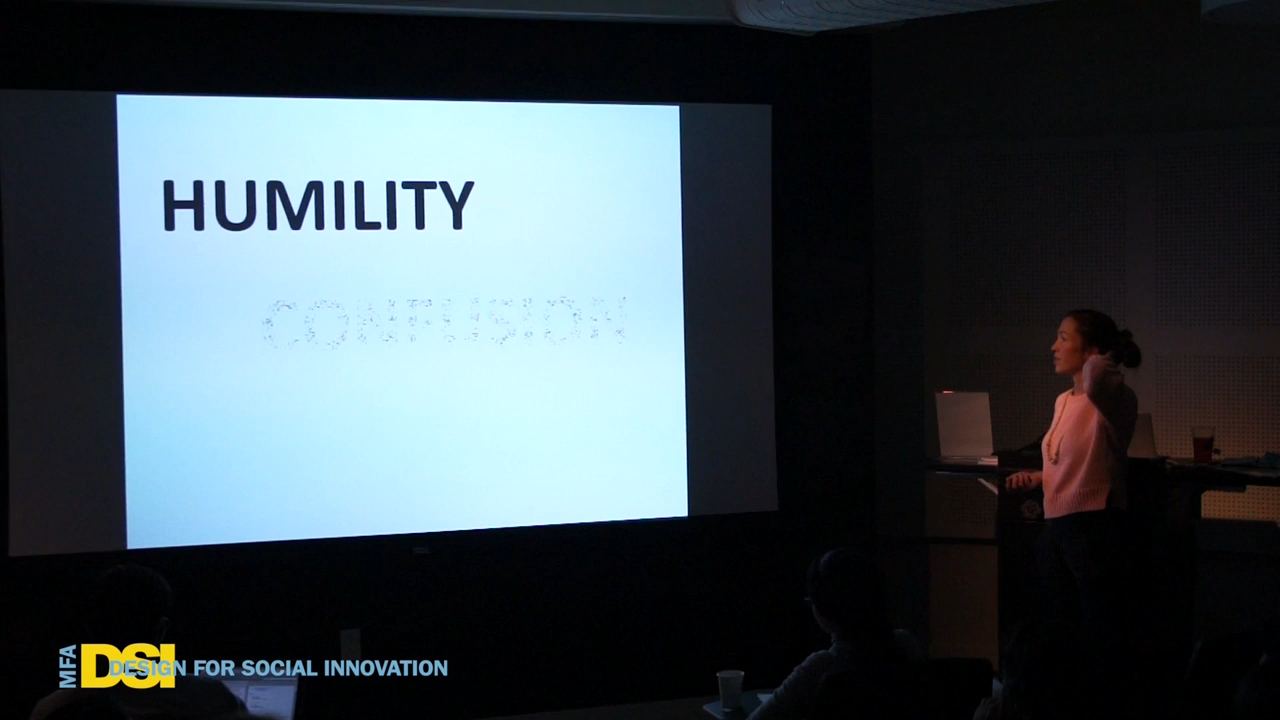 HUMILITY
CONFUSION
MFA
DSI
DESIGN FOR SOCIAL INNOVATION